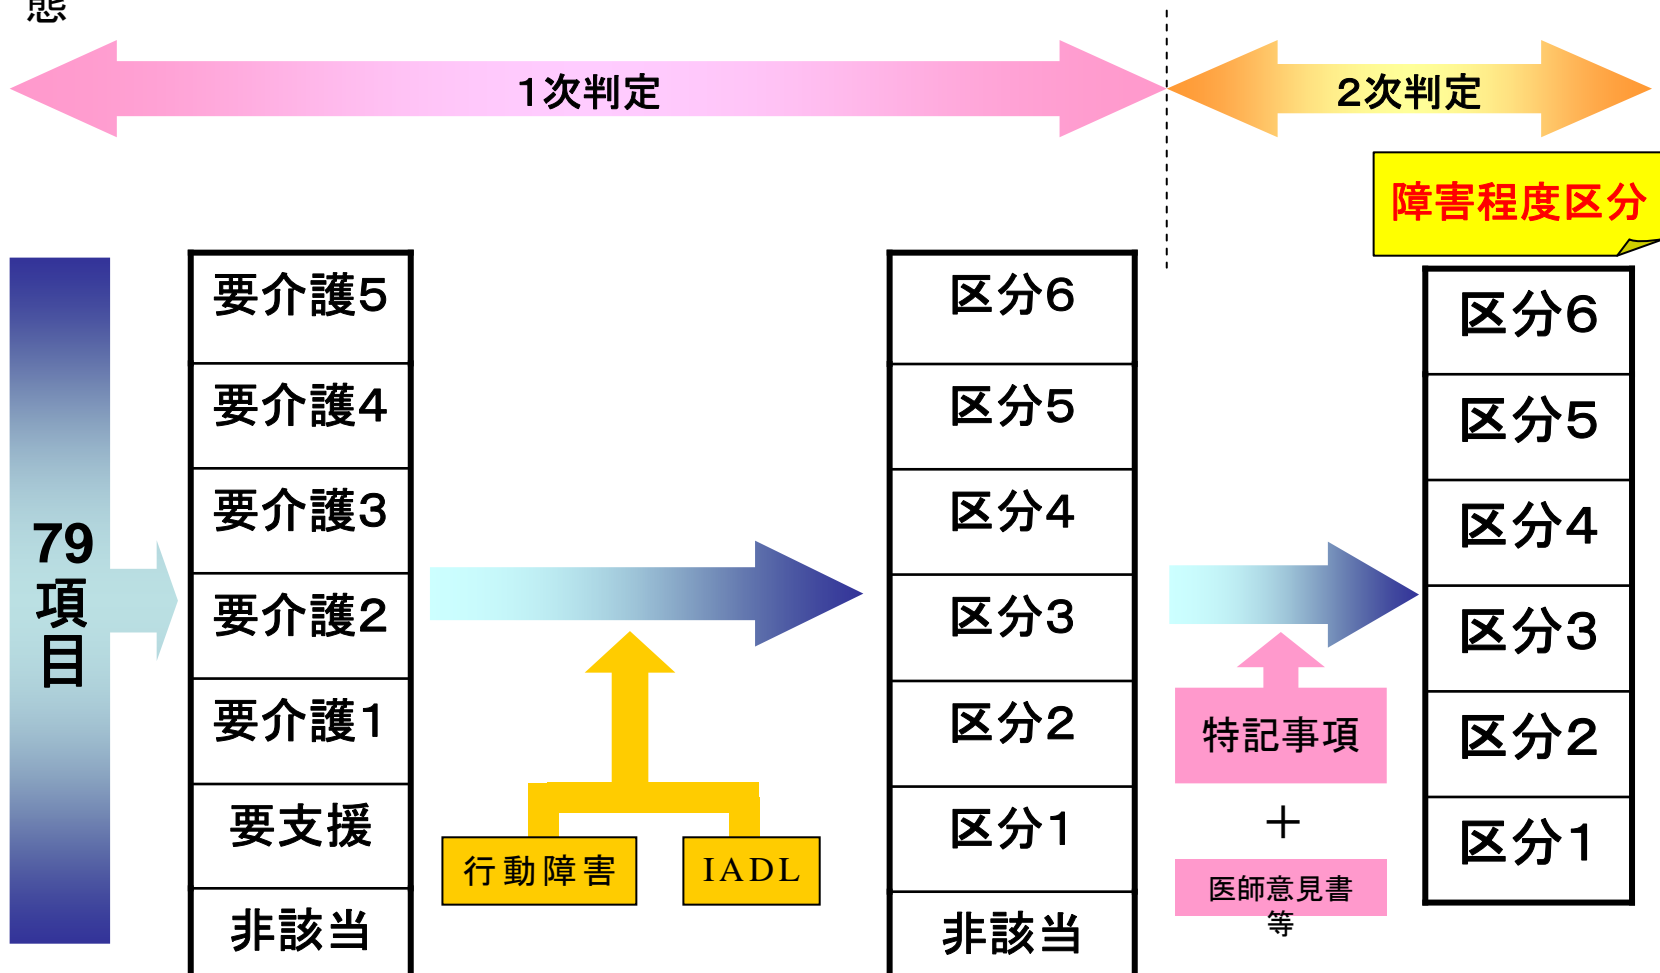 態
1次判定
2次判定
障害程度区分
79
項
目
要介護5
要介護4
要介護3
要介護2
要介護1
要支援
非該当
行動障害
IADL
区分6
区分5
区分4
区分3
区分2
区分1
非該当
特記事項
+
医師意見書
等
区分6
区分5
区分4
区分3
区分2
区分1